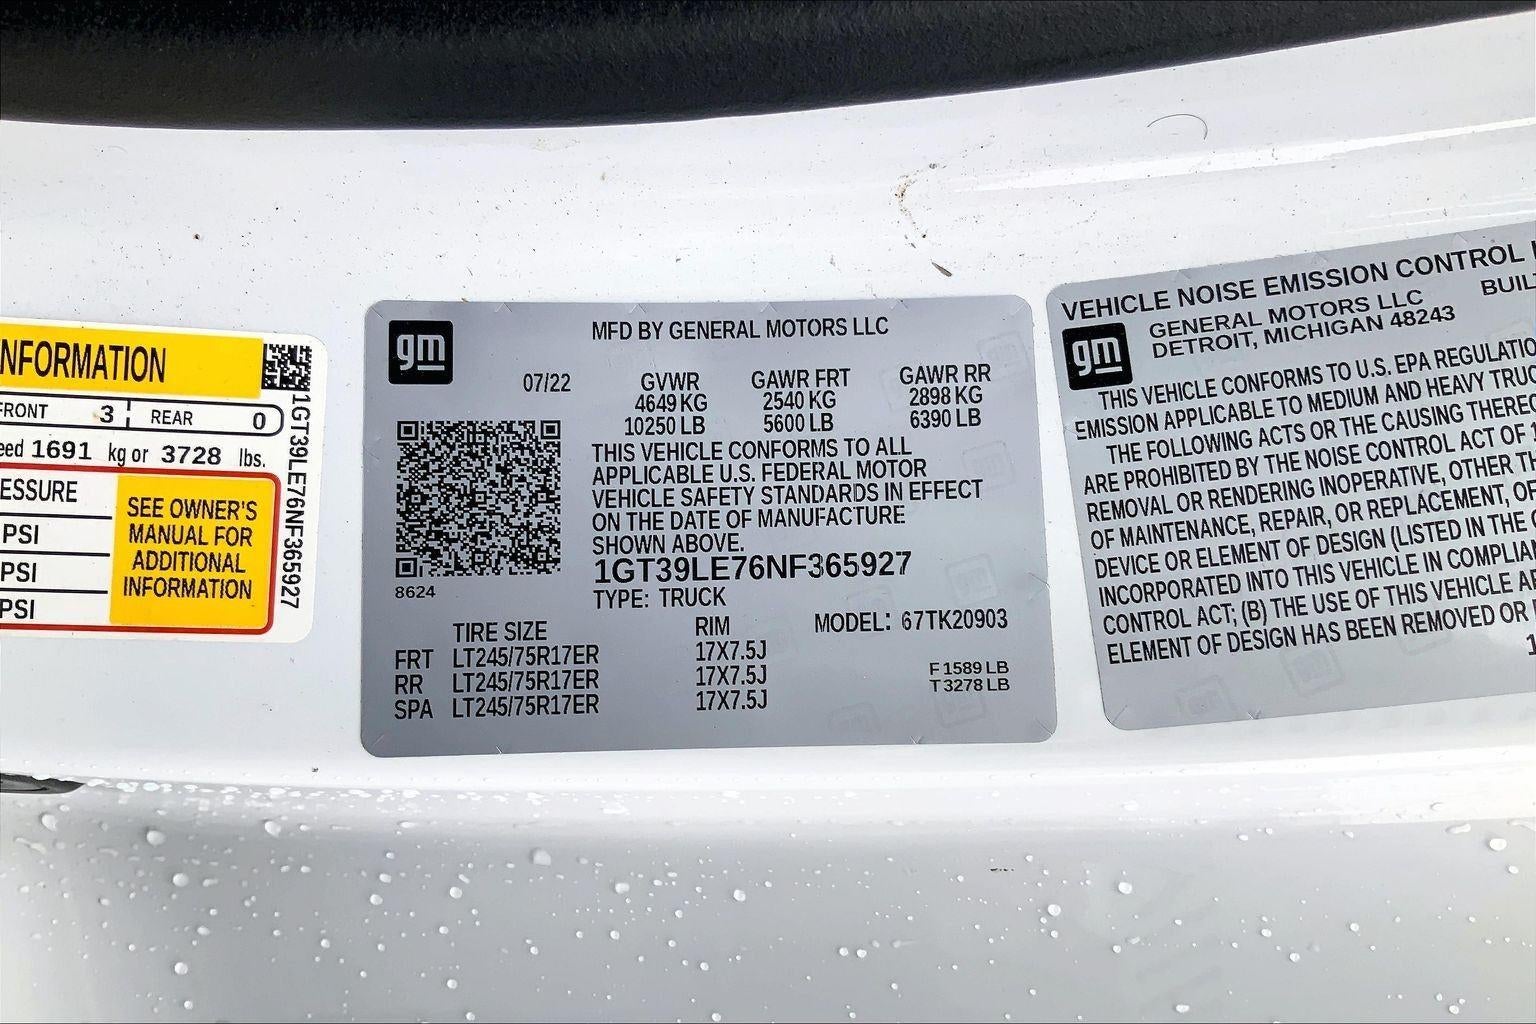 NFORMATION
FRONT 3 REAR 0
eed 1691 kg or 3728 lbs.
ESSURE
PSI
PSI
PSI
SEE OWNER'S
MANUAL FOR
ADDITIONAL
INFORMATION
1GT39LE76NF365927
gm
MFD BY GENERAL MOTORS LLC
07/22 GVWR GAWR FRT GAWR RR
4649 KG 2540 KG 2898 KG
10250 LB 5600 LB 6390 LB
THIS VEHICLE CONFORMS TO ALL
APPLICABLE U.S. FEDERAL MOTOR
VEHICLE SAFETY STANDARDS IN EFFECT
ON THE DATE OF MANUFACTURE
SHOWN ABOVE.
1GT39LE76NF365927
8624
TYPE: TRUCK
MODEL: 67TK20903
TIRE SIZE RIM
FRT LT245/75R17ER 17X7.5J
RR LT245/75R17ER 17X7.5J
SPA LT245/75R17ER 17X7.5J
F 1589 LB
T 3278 LB
VEHICLE NOISE EMISSION CONTROL
gm
GENERAL MOTORS LLC BUILT
DETROIT, MICHIGAN 48243
THIS VEHICLE CONFORMS TO U.S. EPA REGULATIO
EMISSION APPLICABLE TO MEDIUM AND HEAVY TRUC
THE FOLLOWING ACTS OR THE CAUSING THEREO
ARE PROHIBITED BY THE NOISE CONTROL ACT OF 1
REMOVAL OR RENDERING INOPERATIVE, OTHER TH
OF MAINTENANCE, REPAIR, OR REPLACEMENT, OF
DEVICE OR ELEMENT OF DESIGN (LISTED IN THE O
INCORPORATED INTO THIS VEHICLE IN COMPLIAN
CONTROL ACT; (B) THE USE OF THIS VEHICLE AF
ELEMENT OF DESIGN HAS BEEN REMOVED OR
1